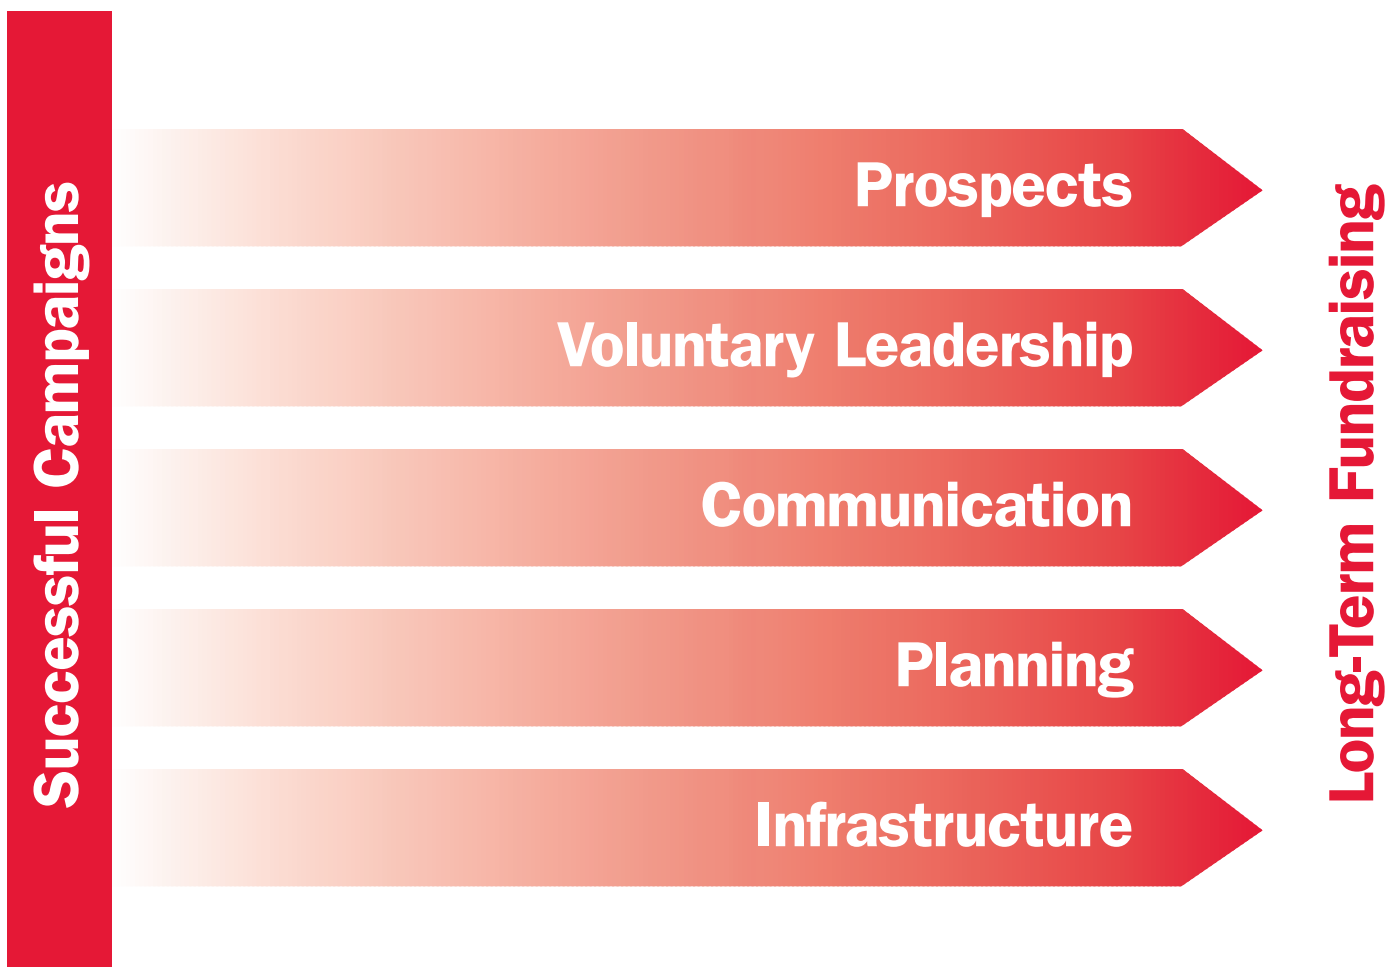 Successful Campaigns
Prospects
Voluntary Leadership
Communication
Planning
Infrastructure
Long-Term Fundraising